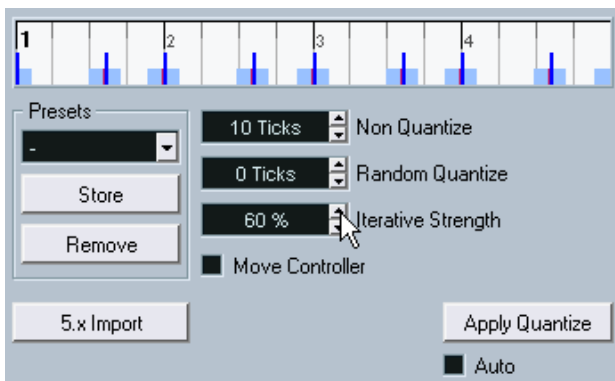 1 2 3 4
Presets
-
Store
Remove
10 Ticks Non Quantize
0 Ticks Random Quantize
60 % Iterative Strength
Move Controller
5.x Import
Apply Quantize
Auto